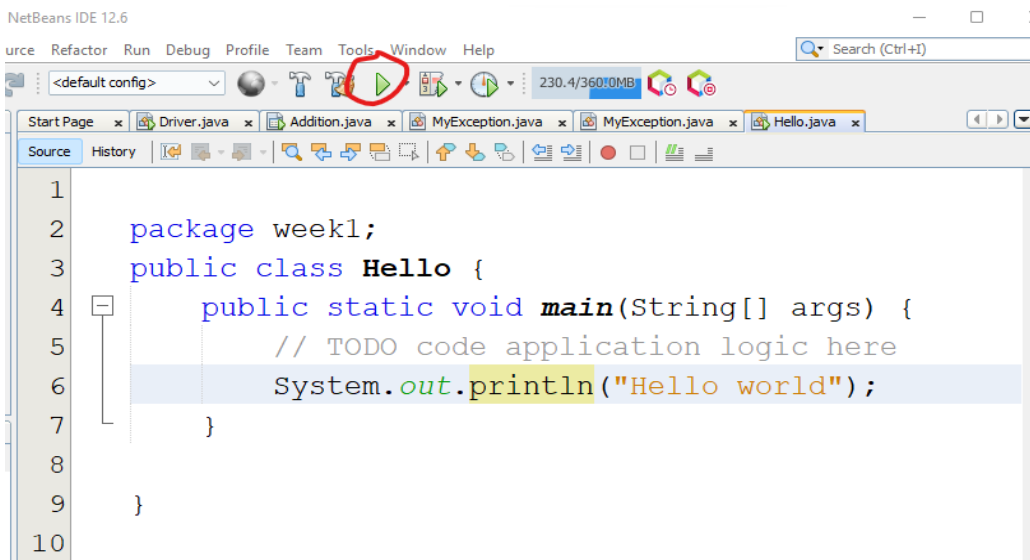 NetBeans IDE 12.6
urce Refactor Run Debug Profile Team Tools Window Help
Search (Ctrl+I)
<default config>
230.4/360.0MB
Start Page Driver.java Addition.java MyException.java MyException.java Hello.java
Source History
1
2 package week1;
3 public class Hello {
4 public static void main(String[] args) {
5 // TODO code application logic here
6 System.out.println("Hello world");
7 }
8
9 }
10